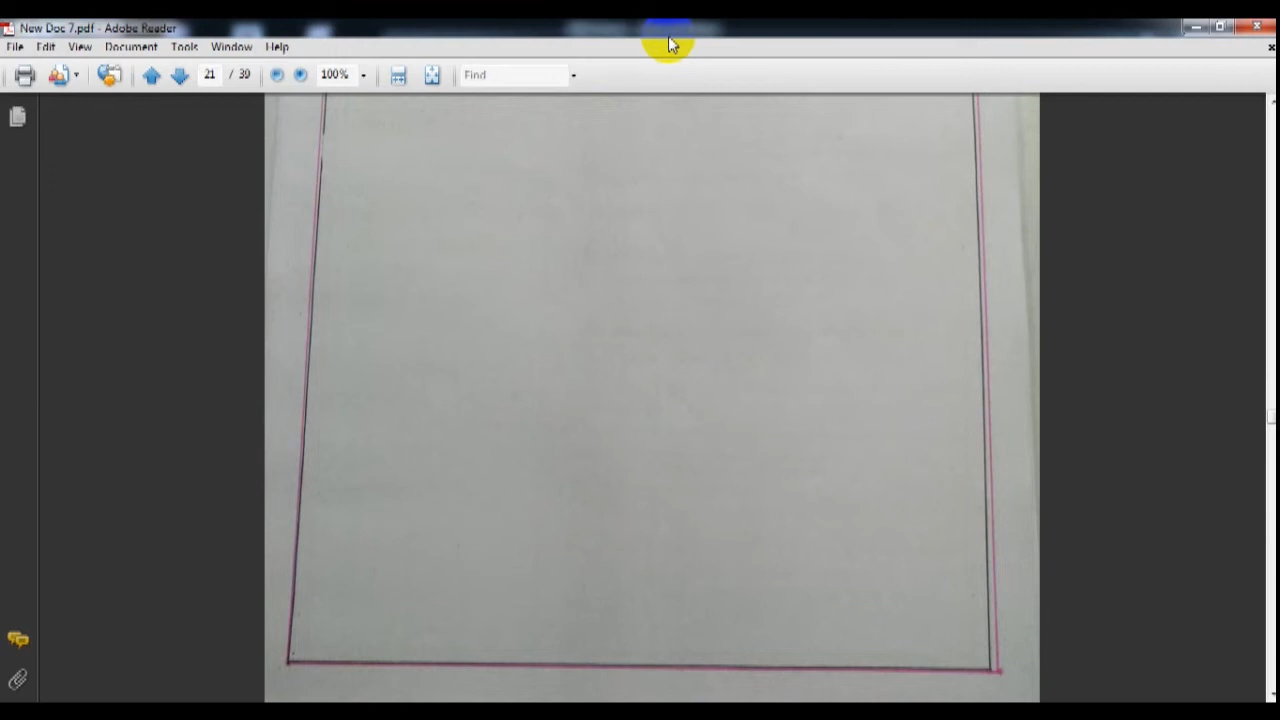 New Doc 7.pdf - Adobe Reader
File Edit View Document Tools Window Help
21 / 39 100% Find